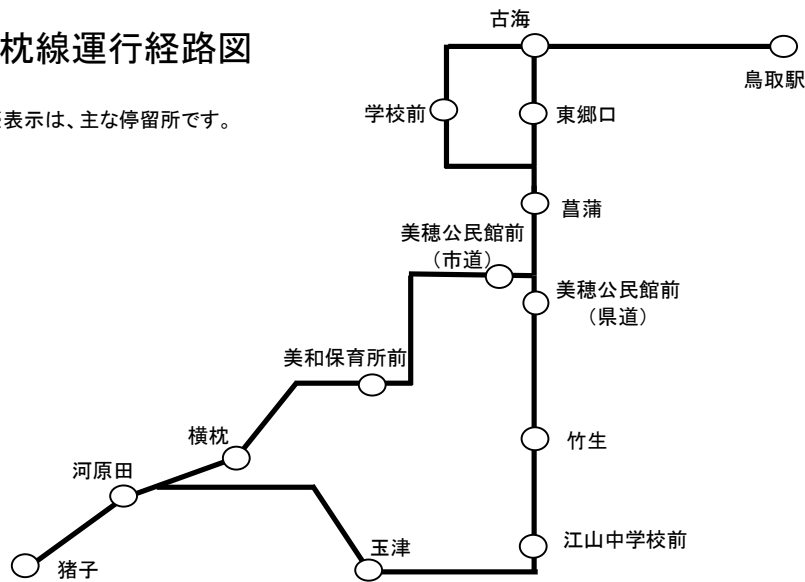 古海
枕線運行経路図
鳥取駅
表示は、主な停留所です。
学校前
東郷口
菖蒲
美穂公民館前
（市道）
美穂公民館前
（県道）
美和保育所前
横枕
竹生
河原田
江山中学校前
玉津
猪子